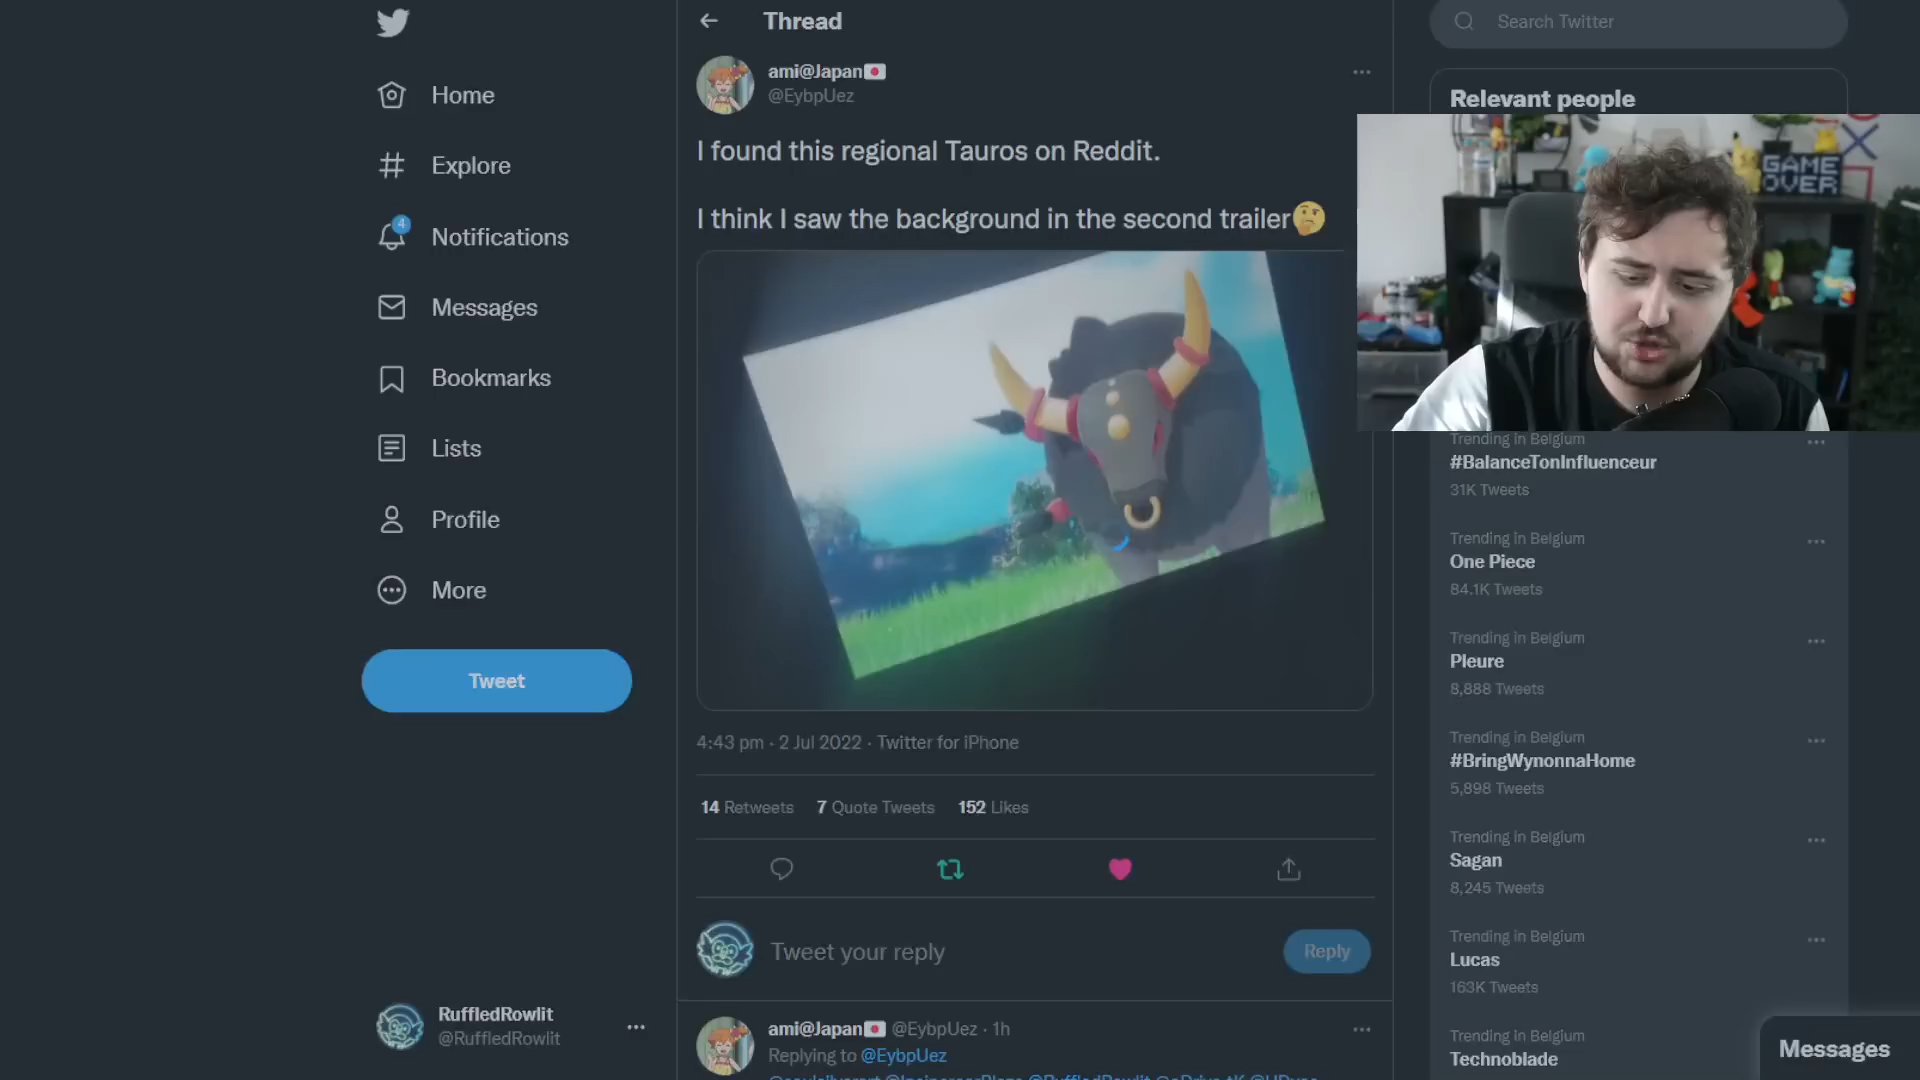 Thread
Search Twitter
ami@Japan
@EybpUez
Home
Explore
4
Notifications
Messages
Bookmarks
Lists
Profile
More
Tweet
I found this regional Tauros on Reddit.
I think I saw the background in the second trailer
4:43 pm · 2 Jul 2022 · Twitter for iPhone
14 Retweets 7 Quote Tweets 152 Likes
Tweet your reply
Reply
RuffledRowlit
@RuffledRowlit
ami@Japan @EybpUez · 1h
Replying to @EybpUez
Relevant people
GAME
OVER
Trending in Belgium
#BalanceTonInfluenceur
31K Tweets
Trending in Belgium
One Piece
84.1K Tweets
Trending in Belgium
Pleure
8,888 Tweets
Trending in Belgium
#BringWynonnaHome
5,898 Tweets
Trending in Belgium
Sagan
8,245 Tweets
Trending in Belgium
Lucas
163K Tweets
Trending in Belgium
Technoblade
Messages